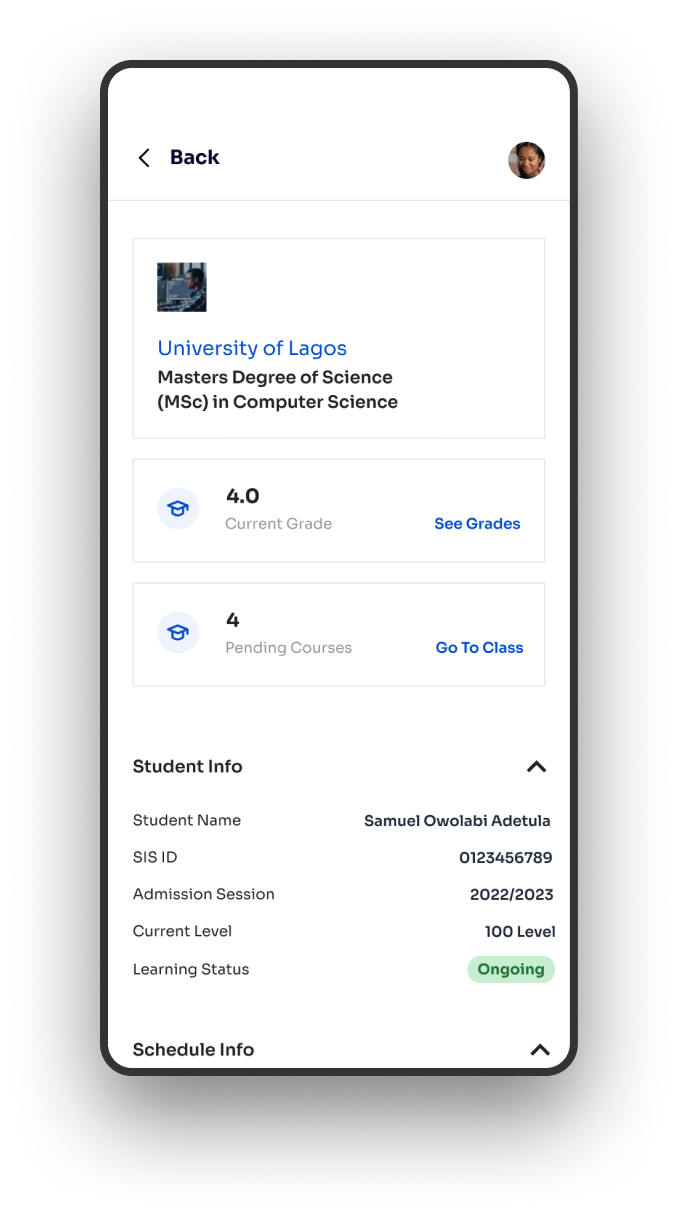 Back
University of Lagos
Masters Degree of Science
(MSc) in Computer Science
4.0
Current Grade
See Grades
4
Pending Courses
Go To Class
Student Info
Student Name
Samuel Owolabi Adetula
SIS ID
0123456789
Admission Session
2022/2023
Current Level
100 Level
Learning Status
Ongoing
Schedule Info